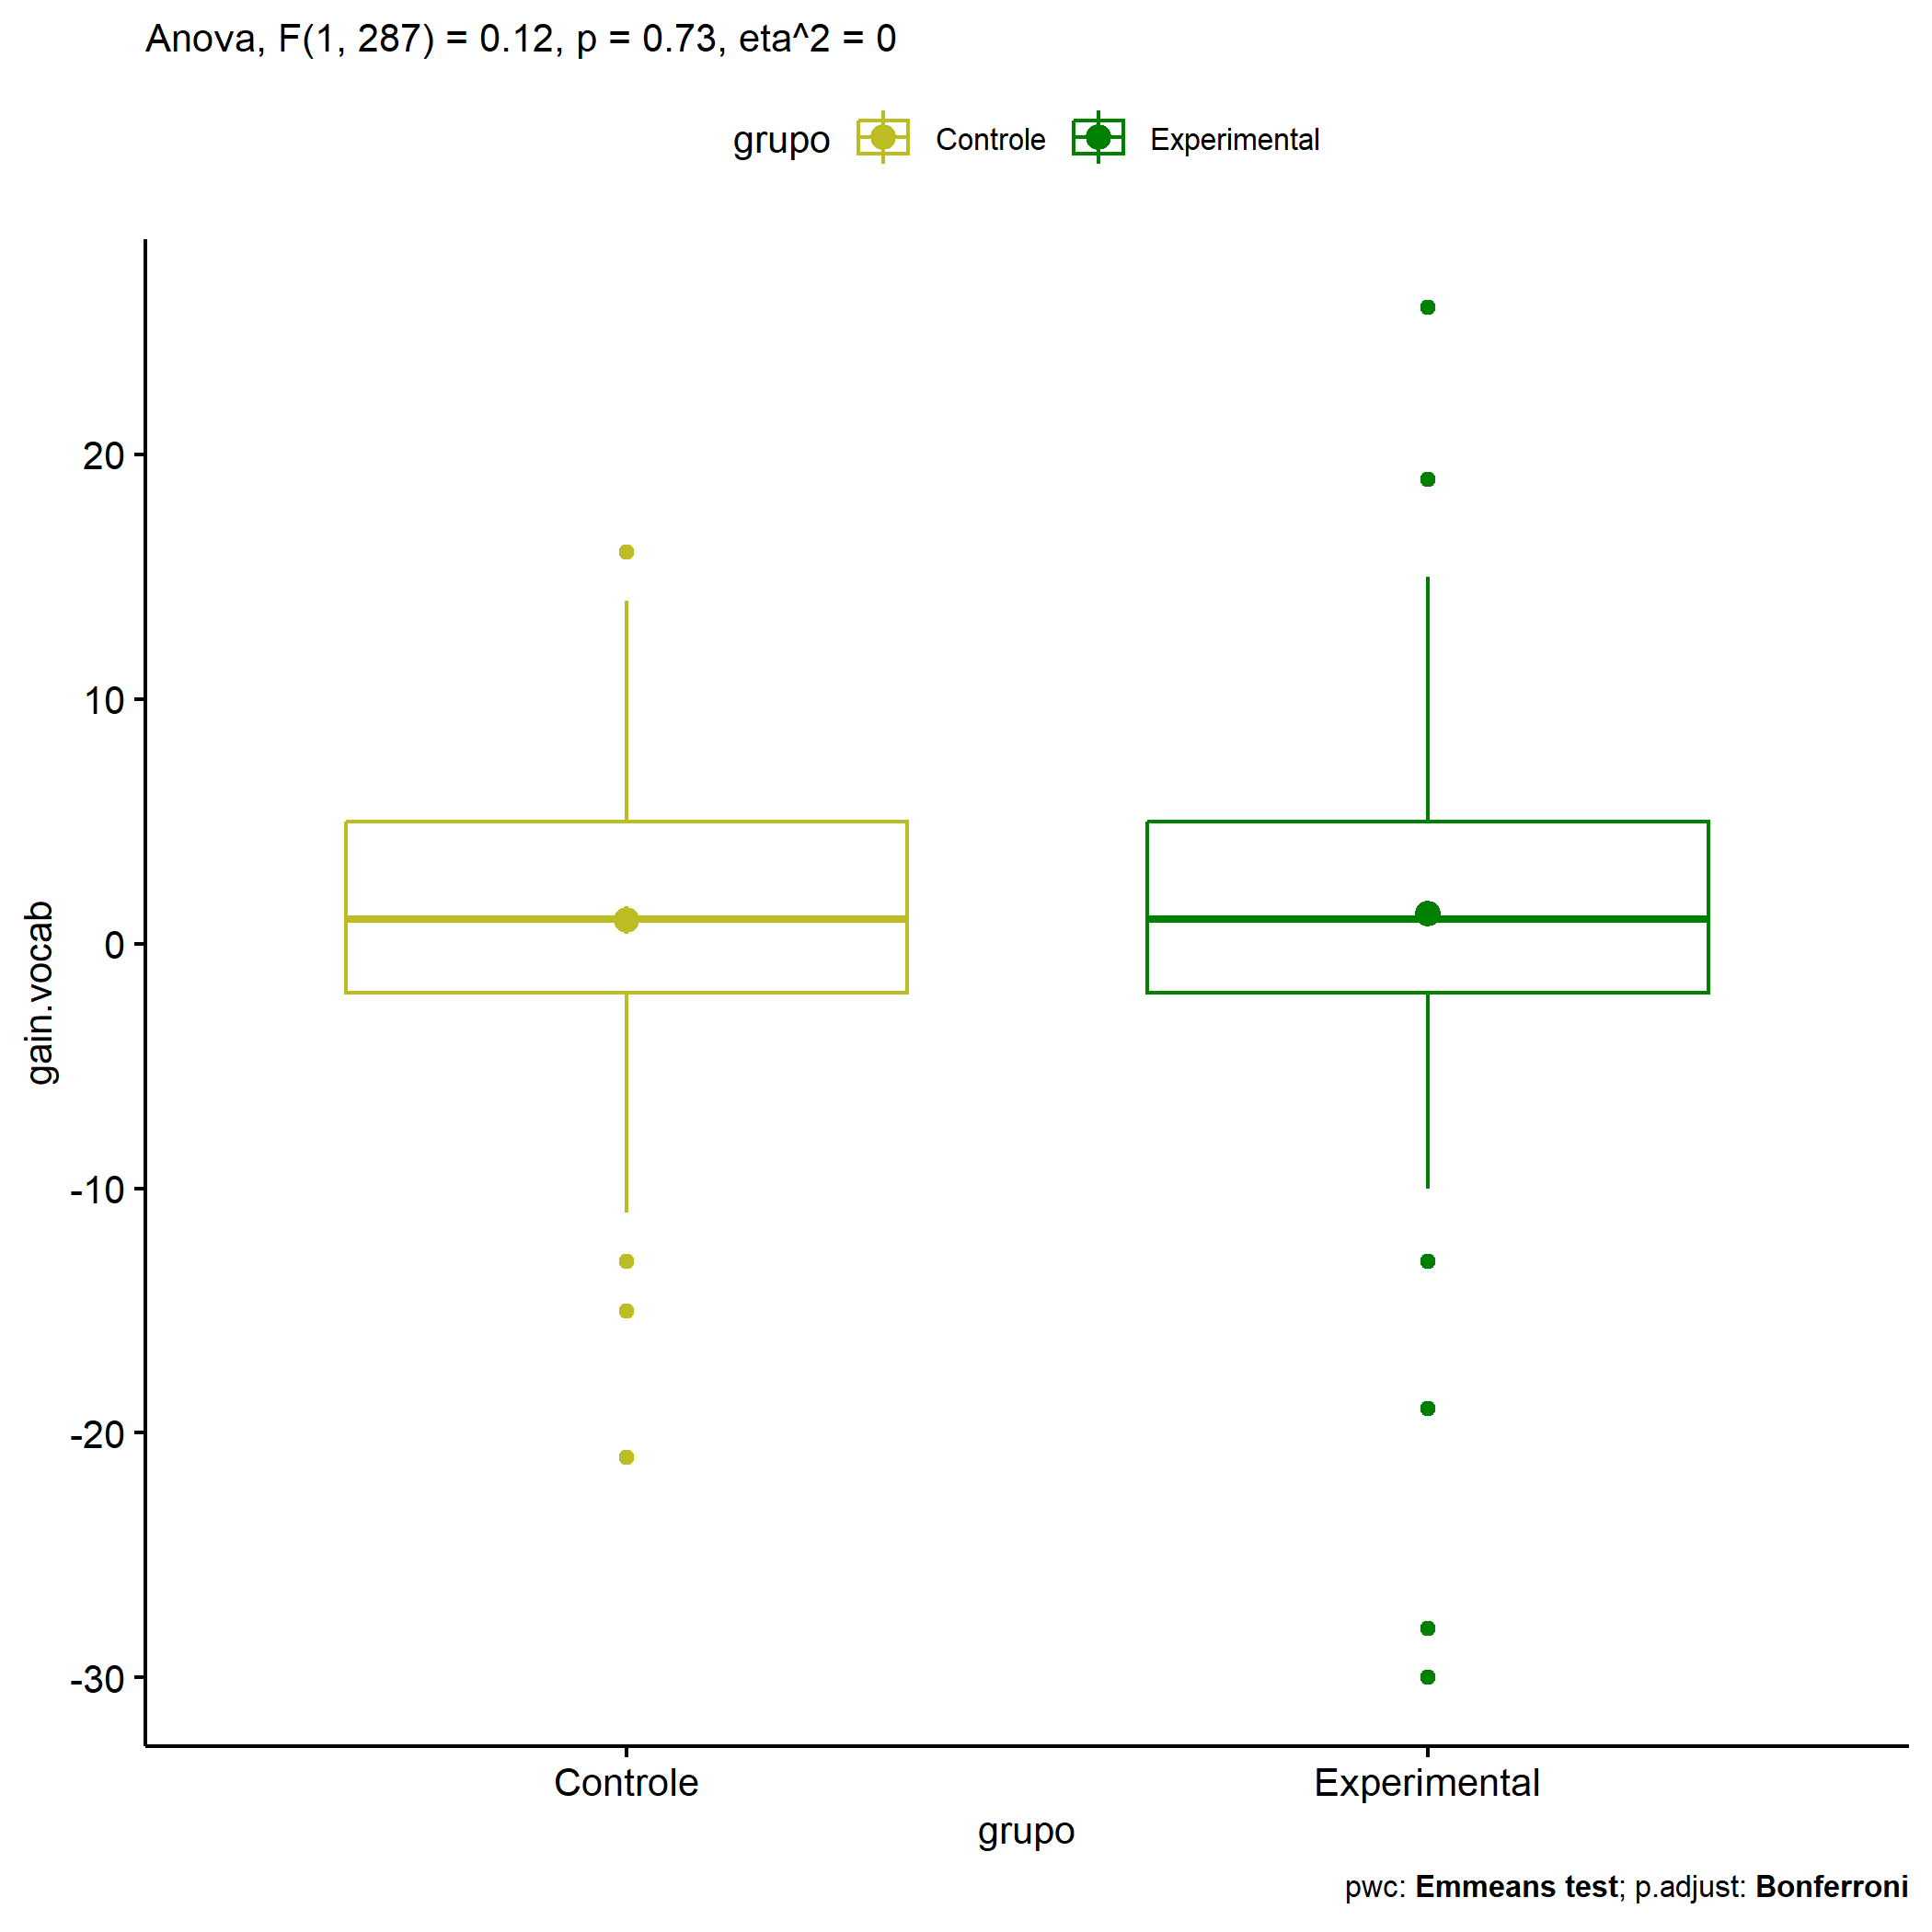 Anova, F(1, 287) = 0.12, p = 0.73, eta^2 = 0
grupo Controle Experimental
gain.vocab
20
10
0
-10
-20
-30
Controle Experimental
grupo
pwc: Emmeans test; p.adjust: Bonferroni